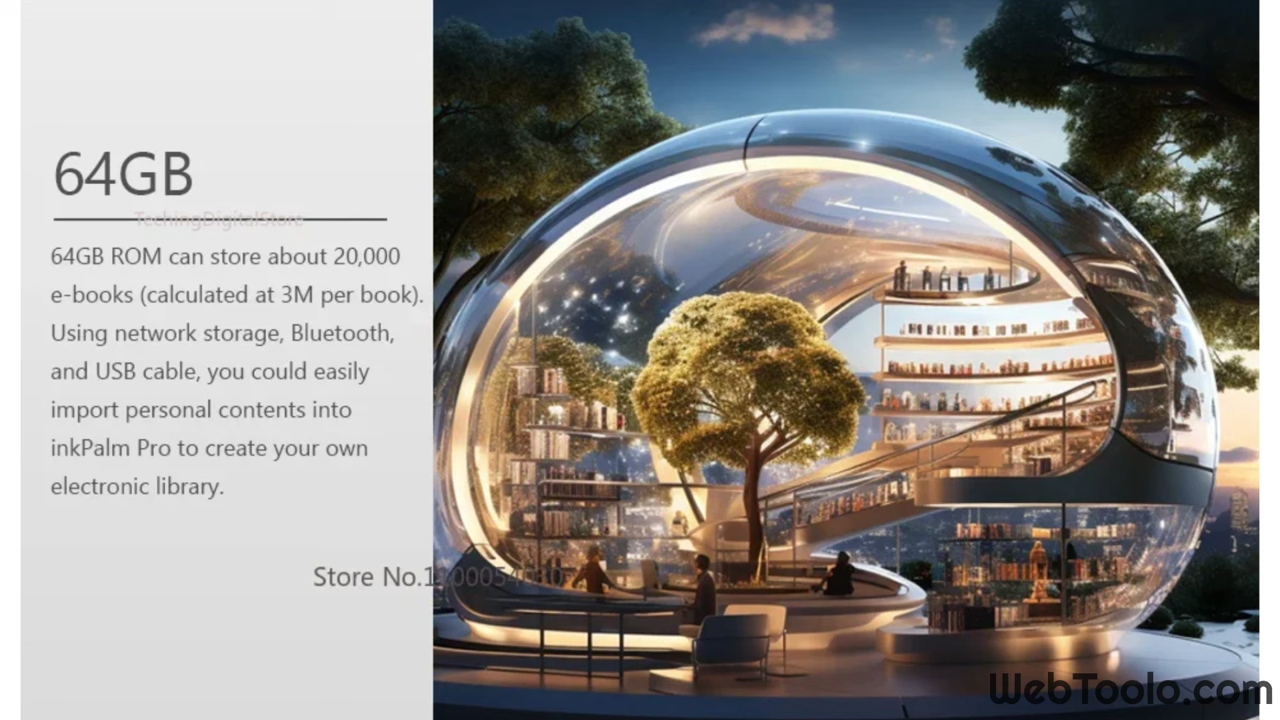 64GB
TechingDigitalStore
64GB ROM can store about 20,000
e-books (calculated at 3M per book).
Using network storage, Bluetooth,
and USB cable, you could easily
import personal contents into
inkPalm Pro to create your own
electronic library.
Store No.
WebToolo.com